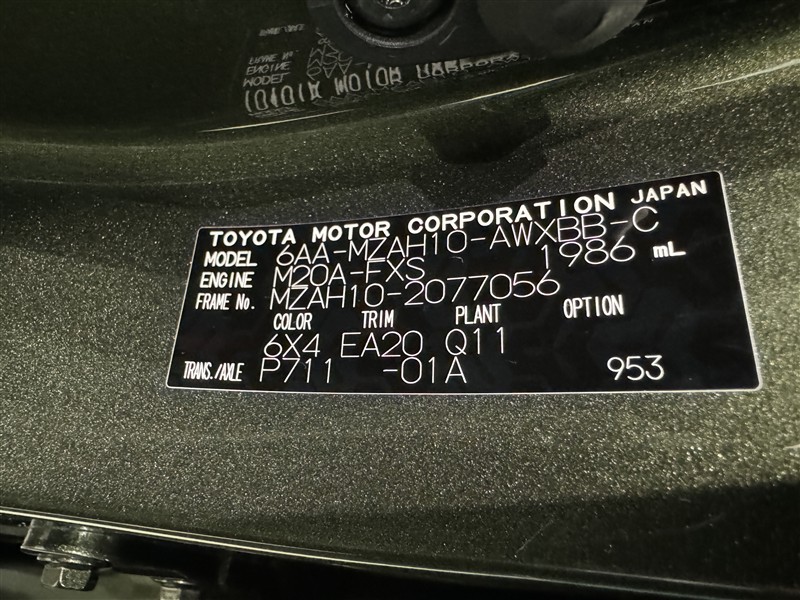 TOYOTA MOTOR CORPORATION JAPAN
MODEL 6AA-MZAH10-AWXBB-C
ENGINE M20A-FXS 1986 mL
FRAME No. MZAH10-2077056
COLOR TRIM PLANT OPTION
6X4 EA20 Q11
TRANS./AXLE P711 -01A 953